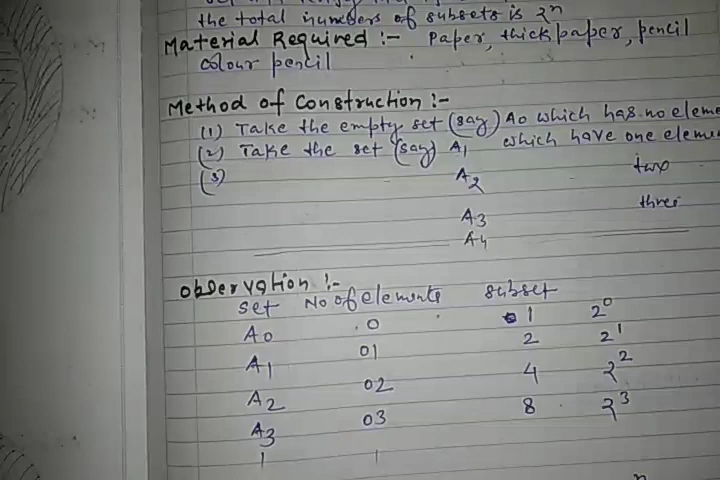 the total numbers of subsets is 2ⁿ
Material Required :- Paper, thick paper, pencil
colour pencil
Method of Construction :-
(1) Take the empty set (say) A0 which has no eleme
(2) Take the set (say) A1 which have one eleme
(3) A2 two
A3 three
A4
Observation :-
Set No of elements Subset
A0 0 1 2⁰
A1 01 2 2¹
A2 02 4 2²
A3 03 8 2³